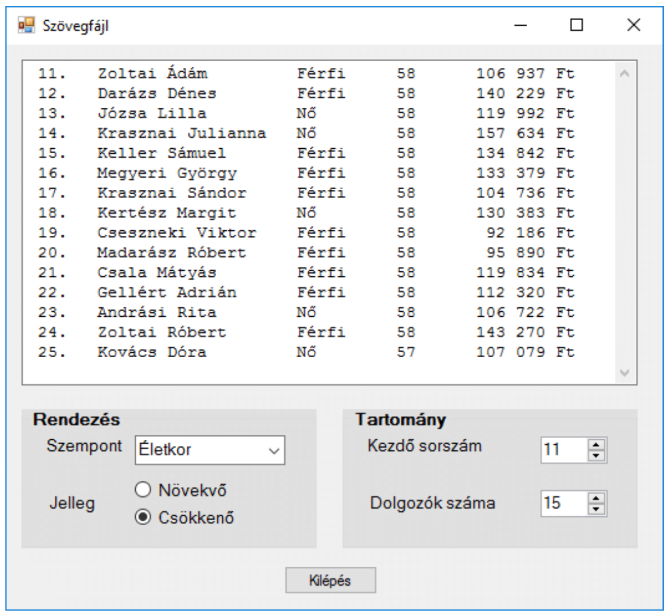 Szövegfájl
11. Zoltai Ádám Férfi 58 106 937 Ft
12. Darázs Dénes Férfi 58 140 229 Ft
13. Józsa Lilla Nő 58 119 992 Ft
14. Krasznai Julianna Nő 58 157 634 Ft
15. Keller Sámuel Férfi 58 134 842 Ft
16. Megyeri György Férfi 58 133 379 Ft
17. Krasznai Sándor Férfi 58 104 736 Ft
18. Kertész Margit Nő 58 130 383 Ft
19. Cseszneki Viktor Férfi 58 92 186 Ft
20. Madarász Róbert Férfi 58 95 890 Ft
21. Csala Mátyás Férfi 58 119 834 Ft
22. Gellért Adrián Férfi 58 112 320 Ft
23. Andrási Rita Nő 58 106 722 Ft
24. Zoltai Róbert Férfi 58 143 270 Ft
25. Kovács Dóra Nő 57 107 079 Ft
Rendezés
Szempont Életkor
Jelleg
Növekvő
Csökkenő
Tartomány
Kezdő sorszám 11
Dolgozók száma 15
Kilépés